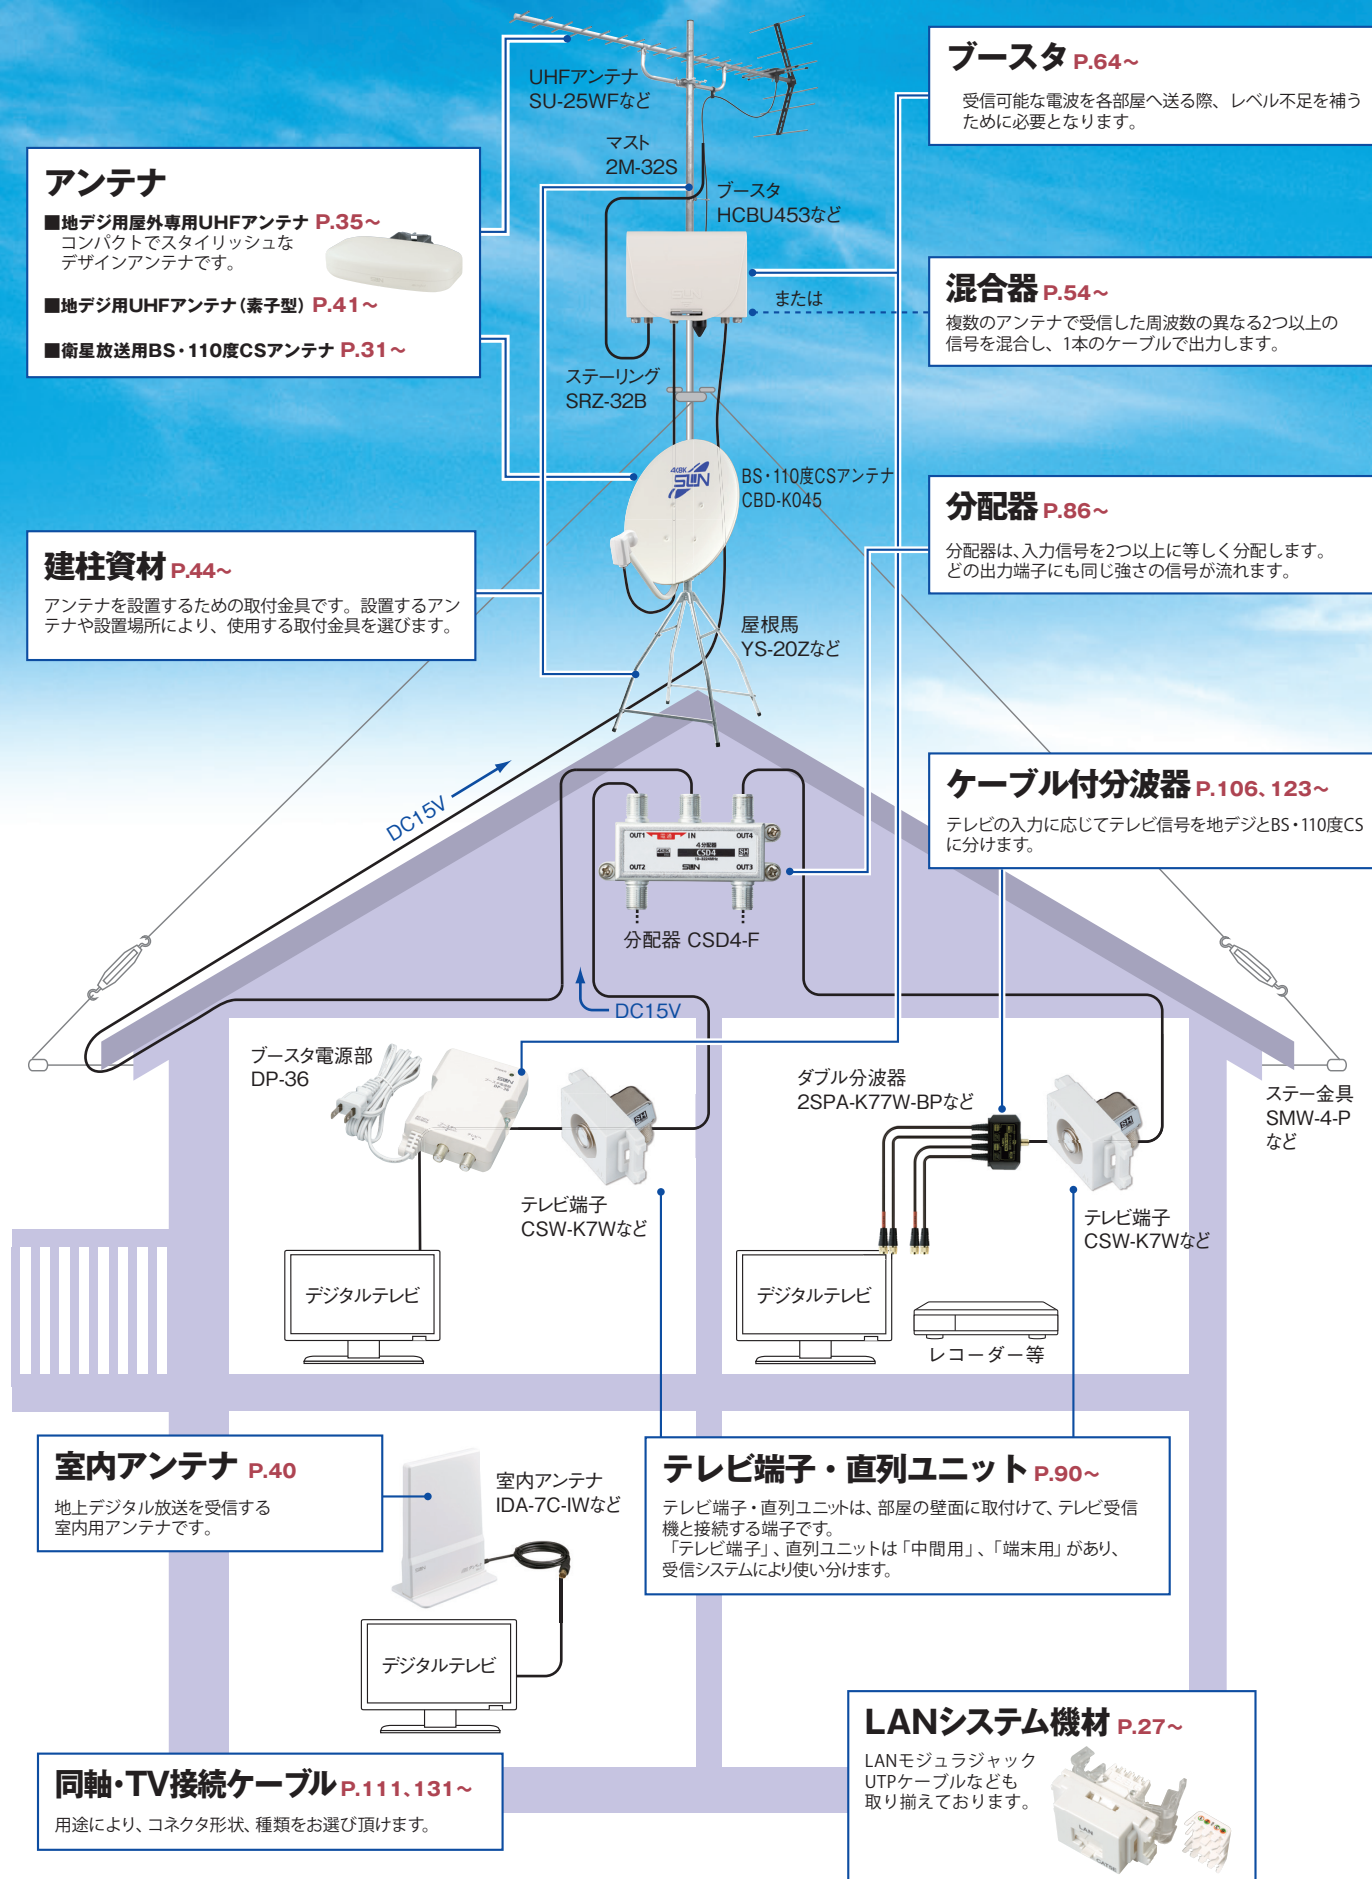 UHFアンテナ
SU-25WFなど
マスト
2M-32S
ブースタ
HCBU453など
ブースタ P.64～
受信可能な電波を各部屋へ送る際、レベル不足を補う
ために必要となります。
アンテナ
■地デジ用屋外専用UHFアンテナ P.35～
コンパクトでスタイリッシュな
デザインアンテナです。
■地デジ用UHFアンテナ（素子型） P.41～
■衛星放送用BS・110度CSアンテナ P.31～
SUN
または
混合器 P.54～
複数のアンテナで受信した周波数の異なる2つ以上の
信号を混合し、1本のケーブルで出力します。
ステーリング
SRZ-32B
4K8K
SUN
BS・110度CSアンテナ
CBD-K045
分配器 P.86～
分配器は、入力信号を2つ以上に等しく分配します。
どの出力端子にも同じ強さの信号が流れます。
建柱資材 P.44～
アンテナを設置するための取付金具です。設置するアン
テナや設置場所により、使用する取付金具を選びます。
屋根馬
YS-20Zなど
ケーブル付分波器 P.106、123～
テレビの入力に応じてテレビ信号を地デジとBS・110度CS
に分けます。
DC15V
OUT1 電通 IN OUT4
4分配器
CSD4
SH
OUT2 SUN OUT3
分配器 CSD4-F
DC15V
ブースタ電源部
DP-36
SUN
SH
テレビ端子
CSW-K7Wなど
ダブル分波器
2SPA-K77W-BPなど
SH
テレビ端子
CSW-K7Wなど
ステー金具
SMW-4-P
など
デジタルテレビ
デジタルテレビ
レコーダー等
室内アンテナ P.40
地上デジタル放送を受信する
室内用アンテナです。
室内アンテナ
IDA-7C-IWなど
テレビ端子・直列ユニット P.90～
テレビ端子・直列ユニットは、部屋の壁面に取付けて、テレビ受信
機と接続する端子です。
「テレビ端子」、直列ユニットは「中間用」、「端末用」があり、
受信システムにより使い分けます。
デジタルテレビ
同軸・TV接続ケーブル P.111、131～
用途により、コネクタ形状、種類をお選び頂けます。
LANシステム機材 P.27～
LANモジュラジャック
UTPケーブルなども
取り揃えております。
LAN